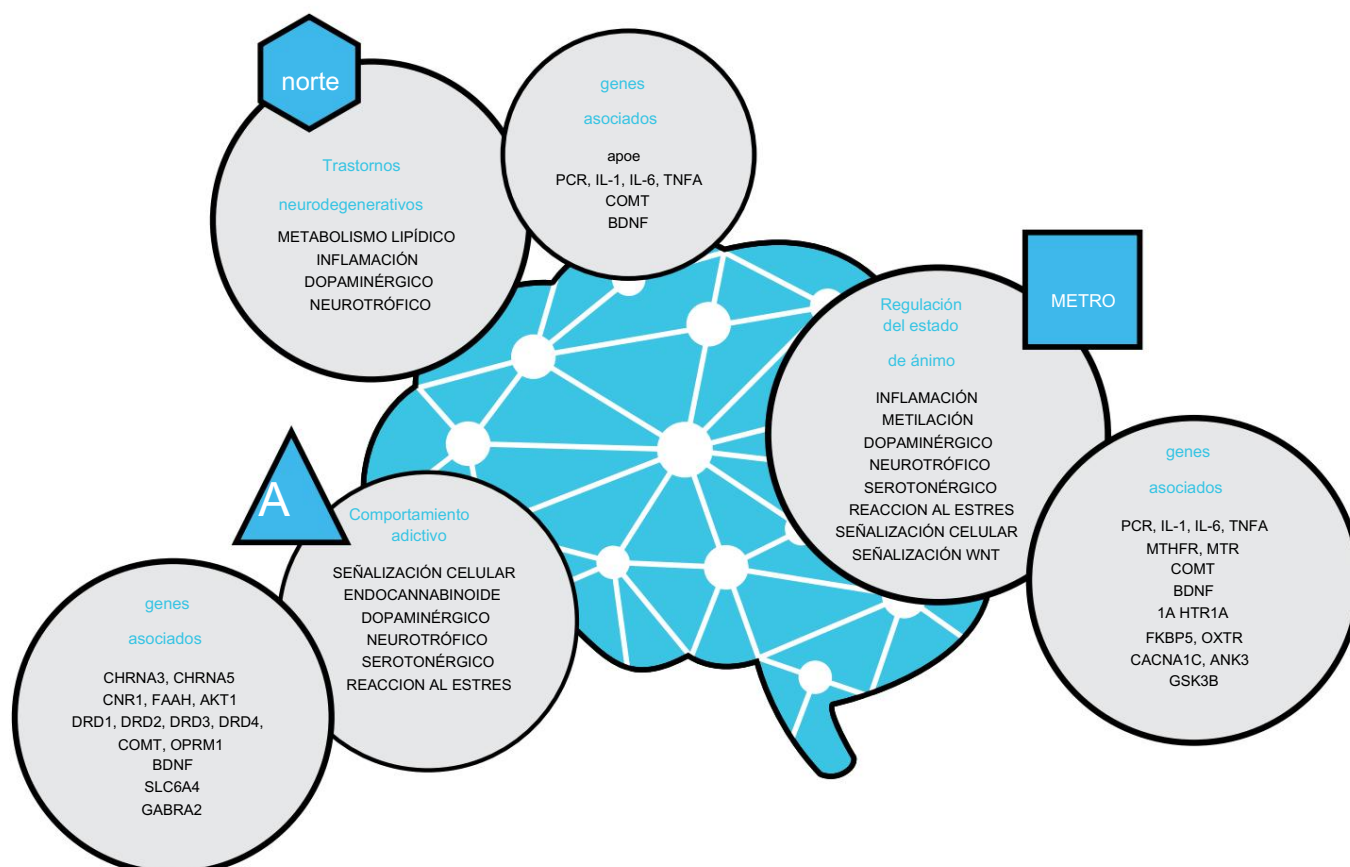 norte
Trastornos
neurodegenerativos
METABOLISMO LIPÍDICO
INFLAMACIÓN
DOPAMINÉRGICO
NEUROTRÓFICO
genes
asociados
apoe
PCR, IL-1, IL-6, TNFA
COMT
BDNF
METRO
Regulación
del estado
de ánimo
INFLAMACIÓN
METILACIÓN
DOPAMINÉRGICO
NEUROTRÓFICO
SEROTONÉRGICO
REACCION AL ESTRES
SEÑALIZACIÓN CELULAR
SEÑALIZACIÓN WNT
genes
asociados
PCR, IL-1, IL-6, TNFA
MTHFR, MTR
COMT
BDNF
1A HTR1A
FKBP5, OXTR
CACNA1C, ANK3
GSK3B
A
Comportamiento
adictivo
SEÑALIZACIÓN CELULAR
ENDOCANNABINOIDE
DOPAMINÉRGICO
NEUROTRÓFICO
SEROTONÉRGICO
REACCION AL ESTRES
genes
asociados
CHRNA3, CHRNA5
CNR1, FAAH, AKT1
DRD1, DRD2, DRD3, DRD4,
COMT, OPRM1
BDNF
SLC6A4
GABRA2